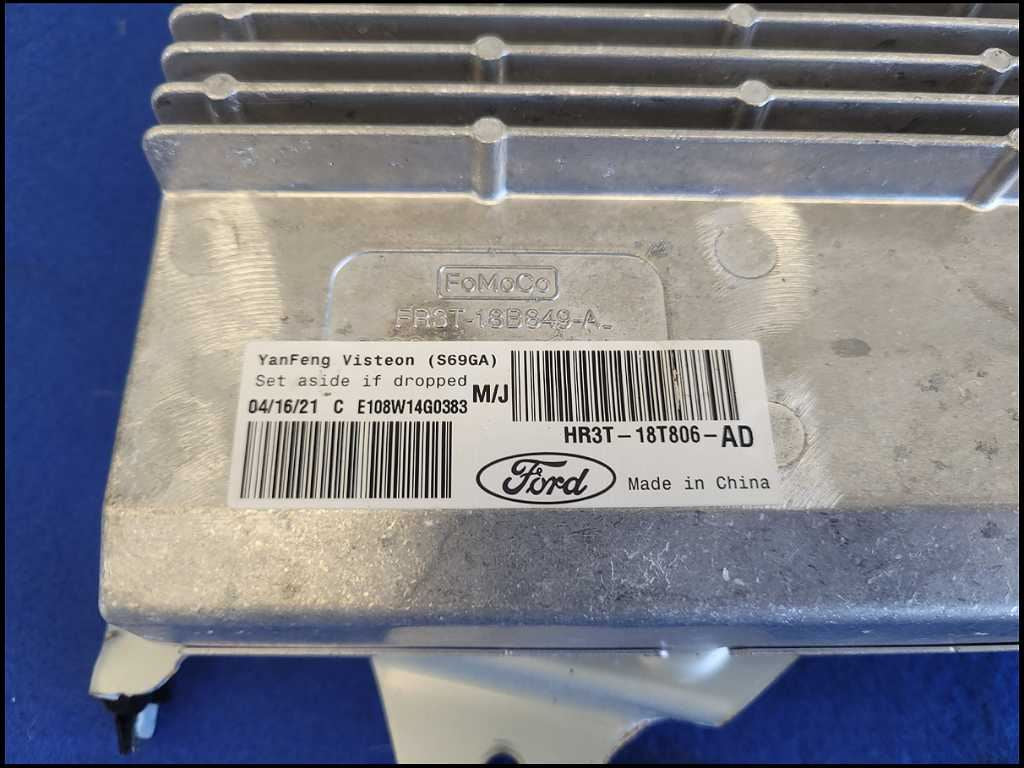 FoMoCo
FR3T-18B849-A
YanFeng Visteon (S69GA)
Set aside if dropped
M/J
04/16/21 C E108W14G0383
HR3T-18T806-AD
Ford
Made in China